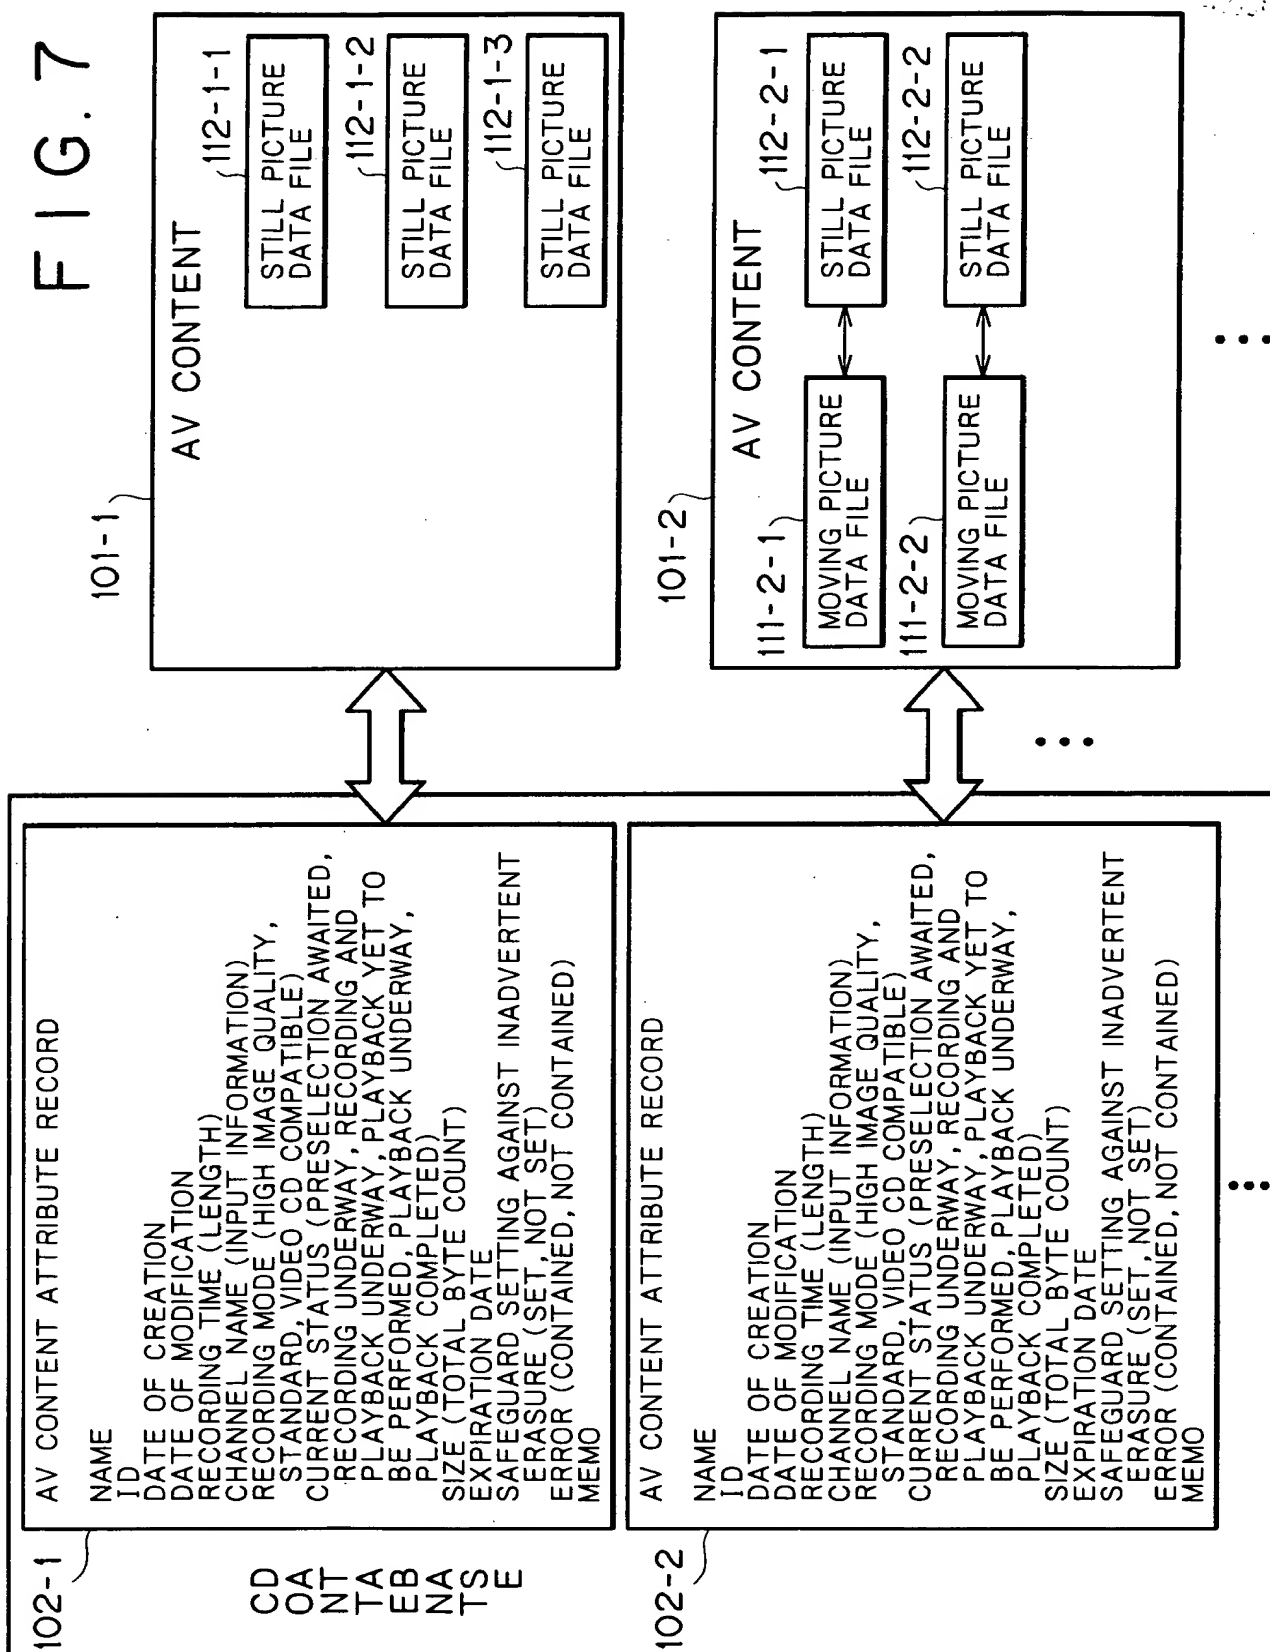 FIG. 7
102-1
CD
OA
NT
TA
EB
NA
TS
E
AV CONTENT ATTRIBUTE RECORD
NAME
ID
DATE OF CREATION
DATE OF MODIFICATION
RECORDING TIME (LENGTH)
CHANNEL NAME (INPUT INFORMATION)
RECORDING MODE (HIGH IMAGE QUALITY,
STANDARD, VIDEO CD COMPATIBLE)
CURRENT STATUS (PRESELECTION AWAITED,
RECORDING UNDERWAY, RECORDING AND
PLAYBACK UNDERWAY, PLAYBACK YET TO
BE PERFORMED, PLAYBACK UNDERWAY,
PLAYBACK COMPLETED)
SIZE (TOTAL BYTE COUNT)
EXPIRATION DATE
SAFEGUARD SETTING AGAINST INADVERTENT
ERASURE (SET, NOT SET)
ERROR (CONTAINED, NOT CONTAINED)
MEMO
101-1
AV CONTENT
112-1-1
STILL PICTURE
DATA FILE
112-1-2
STILL PICTURE
DATA FILE
112-1-3
STILL PICTURE
DATA FILE
102-2
AV CONTENT ATTRIBUTE RECORD
NAME
ID
DATE OF CREATION
DATE OF MODIFICATION
RECORDING TIME (LENGTH)
CHANNEL NAME (INPUT INFORMATION)
RECORDING MODE (HIGH IMAGE QUALITY,
STANDARD, VIDEO CD COMPATIBLE)
CURRENT STATUS (PRESELECTION AWAITED,
RECORDING UNDERWAY, RECORDING AND
PLAYBACK UNDERWAY, PLAYBACK YET TO
BE PERFORMED, PLAYBACK UNDERWAY,
PLAYBACK COMPLETED)
SIZE (TOTAL BYTE COUNT)
EXPIRATION DATE
SAFEGUARD SETTING AGAINST INADVERTENT
ERASURE (SET, NOT SET)
ERROR (CONTAINED, NOT CONTAINED)
MEMO
101-2
AV CONTENT
111-2-1
MOVING PICTURE
DATA FILE
112-2-1
STILL PICTURE
DATA FILE
111-2-2
MOVING PICTURE
DATA FILE
112-2-2
STILL PICTURE
DATA FILE